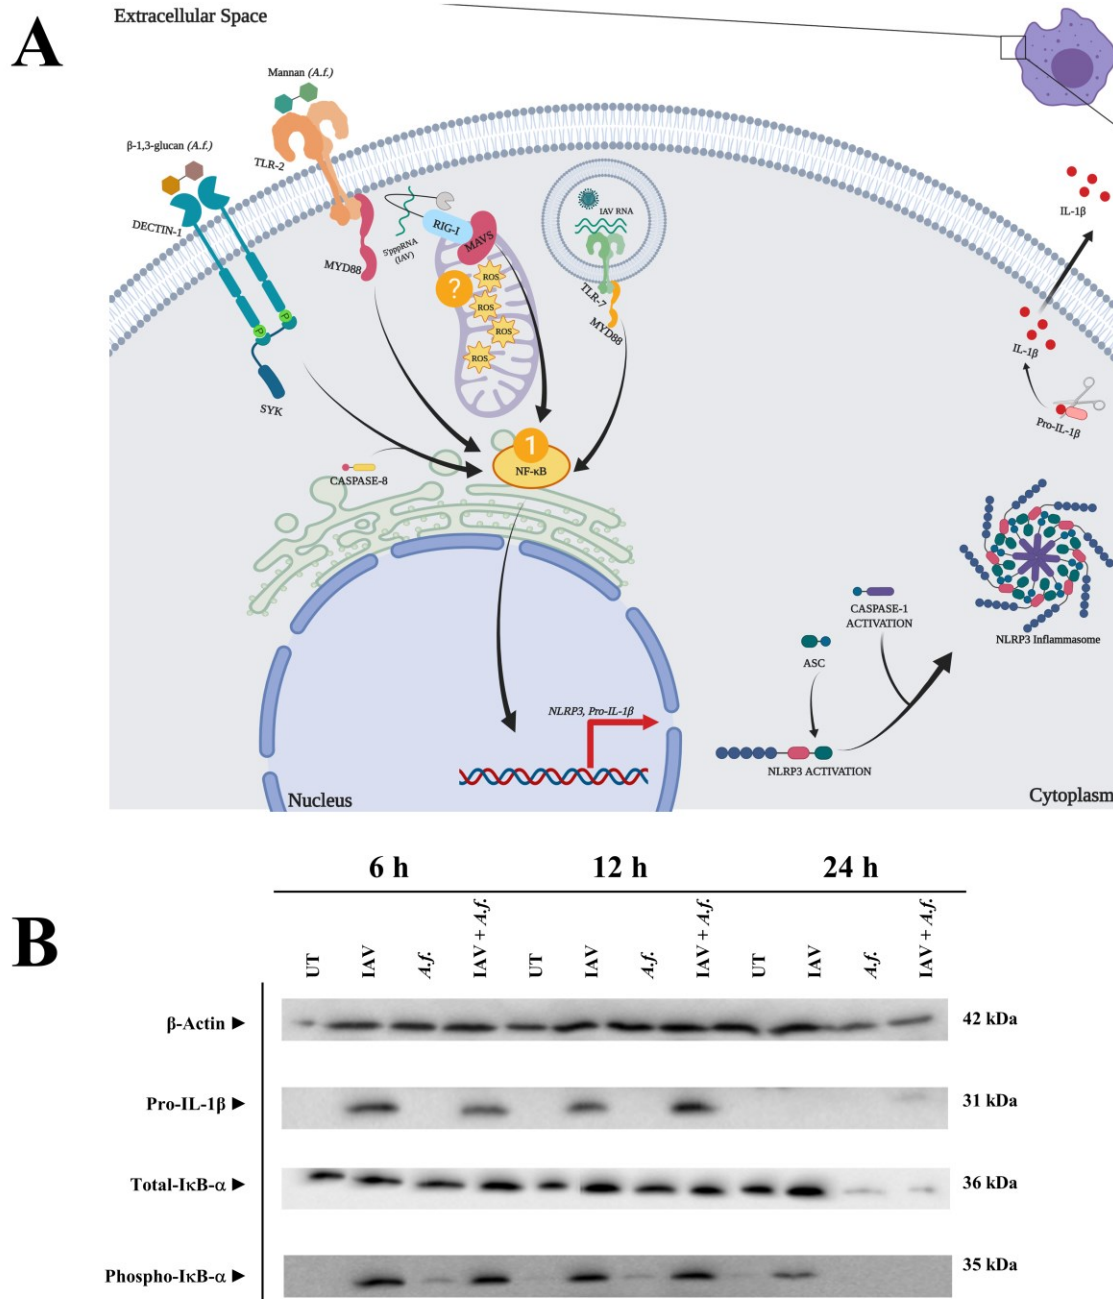 A
Extracellular Space
Mannan (A.f.)
β-1,3-glucan (A.f.)
TLR-2
DECTIN-1
MYD88
5'pppRNA
(IAV)
RIG-I
MAVS
IAV RNA
TLR-7
MYD88
?
ROS
ROS
ROS
ROS
P
P
SYK
IL-1β
IL-1β
Pro-IL-1β
1
NF-κB
CASPASE-8
CASPASE-1
ACTIVATION
ASC
NLRP3 Inflammasome
NLRP3, Pro-IL-1β
NLRP3 ACTIVATION
Nucleus
Cytoplasm
B
6 h 12 h 24 h
UT IAV A.f. IAV + A.f. UT IAV A.f. IAV + A.f. UT IAV A.f. IAV + A.f.
β-Actin ► 42 kDa
Pro-IL-1β ► 31 kDa
Total-IκB-α ► 36 kDa
Phospho-IκB-α ► 35 kDa